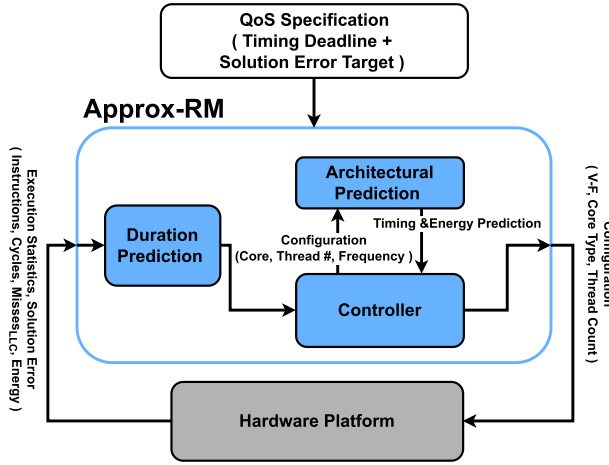 QoS Specification
( Timing Deadline +
Solution Error Target )
Approx-RM
Architectural
Prediction
Duration
Prediction
Timing &Energy Prediction
Configuration
(Core, Thread #, Frequency )
Controller
Hardware Platform
Execution Statistics, Solution Error
( Instructions, Cycles, MissesLLC, Energy )
Configuration
( V-F, Core Type, Thread Count )